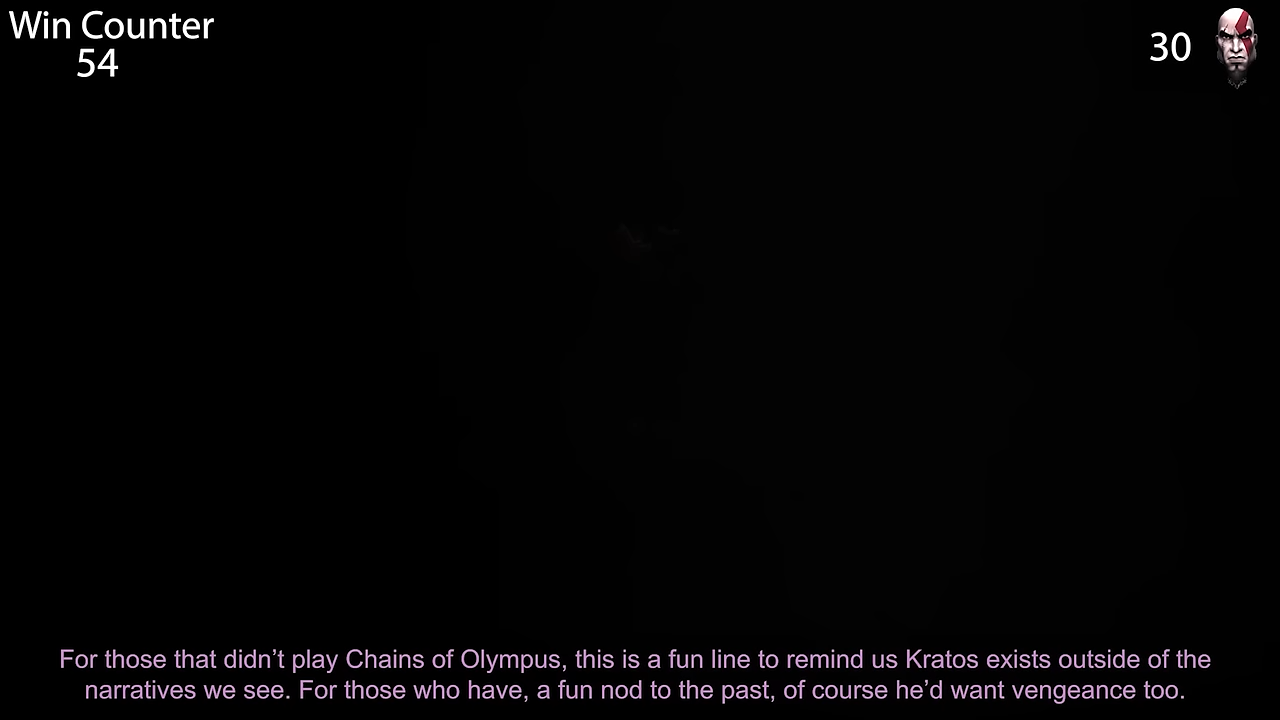 Win Counter
54
30
For those that didn’t play Chains of Olympus, this is a fun line to remind us Kratos exists outside of the
narratives we see. For those who have, a fun nod to the past, of course he’d want vengeance too.